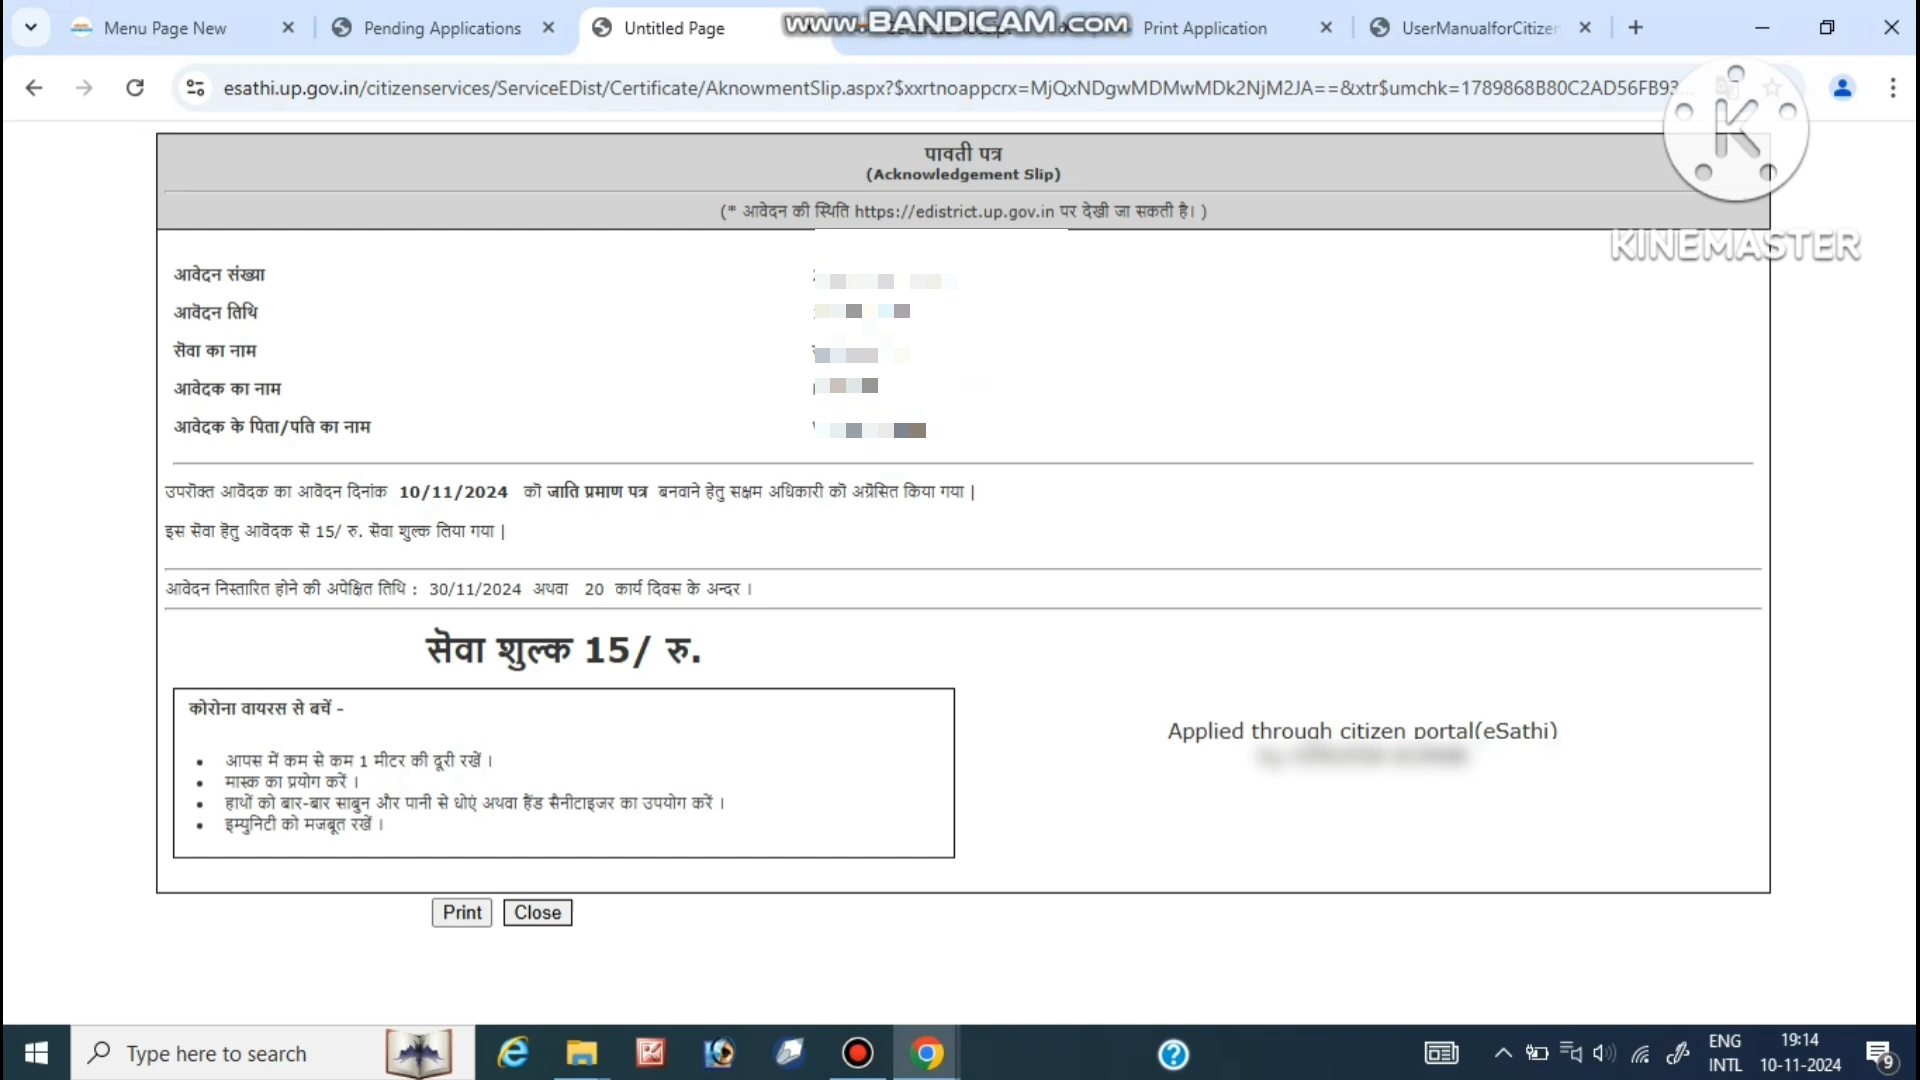 Menu Page New
Pending Applications
Untitled Page
www.BANDICAM.com
Print Application
UserManualforCitizen
esathi.up.gov.in/citizenservices/ServiceEDist/Certificate/AknowmentSlip.aspx?$xxrtnoappcrx=MjQxNDgwMDMwMDk2NjM2JA==&xtr$umchk=1789868B80C2AD56FB93...
K
KINEMASTER
पावती पत्र
(Acknowledgement Slip)
(* आवेदन की स्थिति https://edistrict.up.gov.in पर देखी जा सकती है। )
आवेदन संख्या
आवेदन तिथि
सेवा का नाम
आवेदक का नाम
आवेदक के पिता/पति का नाम
उपरोक्त आवेदक का आवेदन दिनांक 10/11/2024 को जाति प्रमाण पत्र बनवाने हेतु सक्षम अधिकारी को अग्रेसित किया गया |
इस सेवा हेतु आवेदक से 15/ रु. सेवा शुल्क लिया गया |
आवेदन निस्तारित होने की अपेक्षित तिथि : 30/11/2024 अथवा 20 कार्य दिवस के अन्दर ।
सेवा शुल्क 15/ रु.
कोरोना वायरस से बचें -
आपस में कम से कम 1 मीटर की दूरी रखें ।
मास्क का प्रयोग करें ।
हाथों को बार-बार साबुन और पानी से धोएं अथवा हैंड सैनीटाइजर का उपयोग करें ।
इम्युनिटी को मजबूत रखें ।
Applied through citizen portal(eSathi)
Print
Close
Type here to search
ENG
INTL
19:14
10-11-2024
9